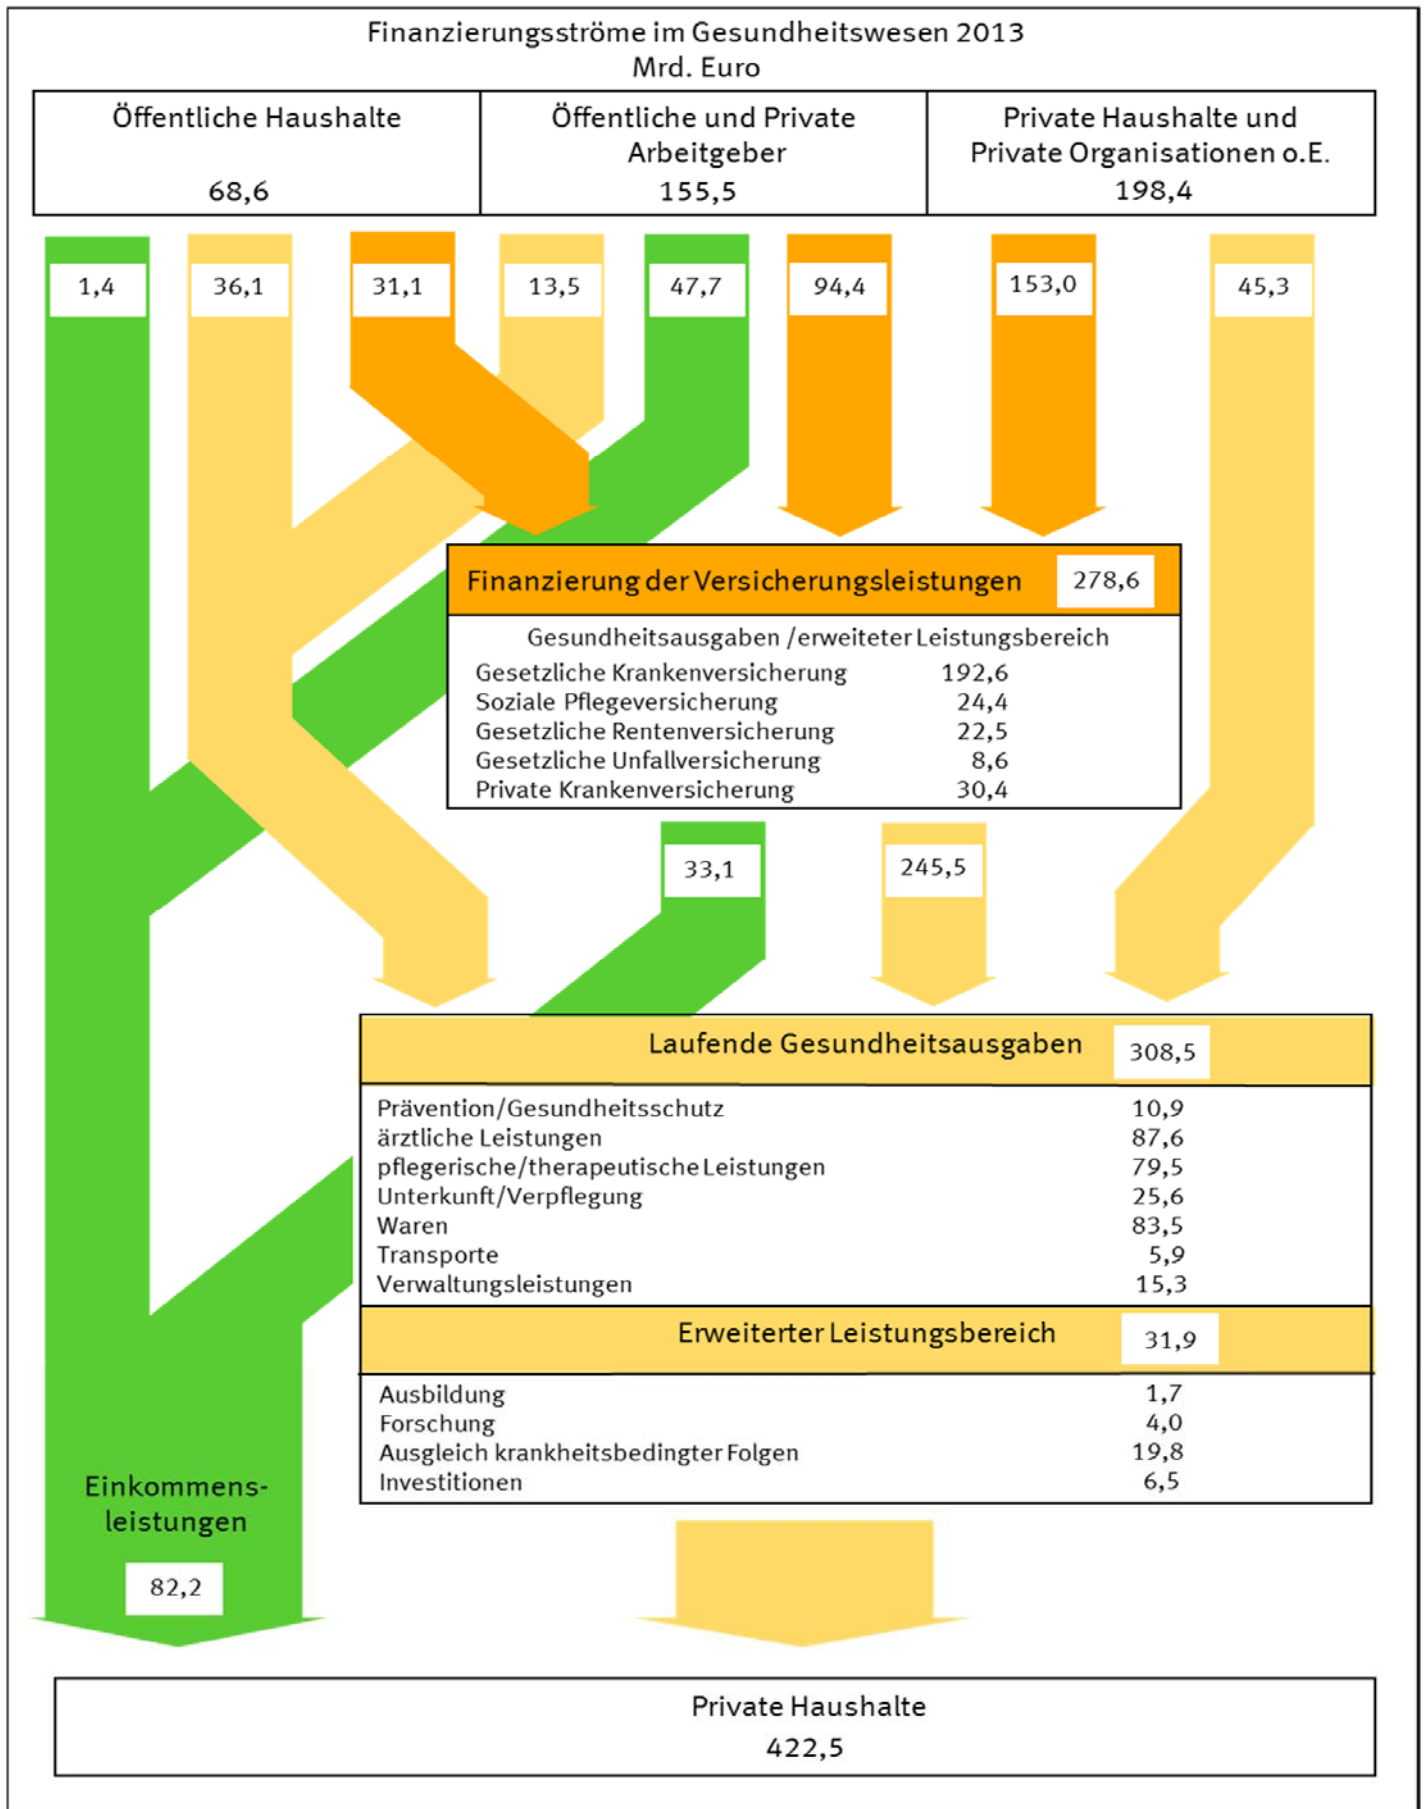 Finanzierungsströme im Gesundheitswesen 2013
Mrd. Euro
Öffentliche Haushalte
68,6
Öffentliche und Private
Arbeitgeber
155,5
Private Haushalte und
Private Organisationen o.E.
198,4
1,4
36,1
31,1
13,5
47,7
94,4
153,0
45,3
Finanzierung der Versicherungsleistungen 278,6
Gesundheitsausgaben /erweiteter Leistungsbereich
Gesetzliche Krankenversicherung 192,6
Soziale Pflegeversicherung 24,4
Gesetzliche Rentenversicherung 22,5
Gesetzliche Unfallversicherung 8,6
Private Krankenversicherung 30,4
33,1
245,5
Laufende Gesundheitsausgaben 308,5
Prävention/Gesundheitsschutz 10,9
ärztliche Leistungen 87,6
pflegerische/therapeutische Leistungen 79,5
Unterkunft/Verpflegung 25,6
Waren 83,5
Transporte 5,9
Verwaltungsleistungen 15,3
Erweiterter Leistungsbereich 31,9
Ausbildung 1,7
Forschung 4,0
Ausgleich krankheitsbedingter Folgen 19,8
Investitionen 6,5
Einkommens-
leistungen
82,2
Private Haushalte
422,5